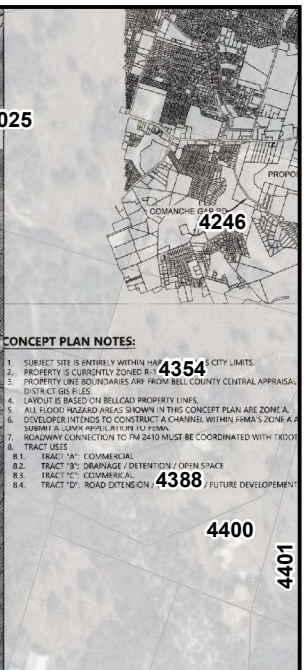 025
PROPO
COMANCHE GAP RD
4246
CONCEPT PLAN NOTES:
1. SUBJECT SITE IS ENTIRELY WITHIN HAR S CITY LIMITS.
2. PROPERTY IS CURRENTLY ZONED R-1
4354
3. PROPERTY LINE BOUNDARIES ARE FROM BELL COUNTY CENTRAL APPRAISAL
DISTRICT GIS FILES.
4. LAYOUT IS BASED ON BELLCAD PROPERTY LINES.
5. ALL FLOOD HAZARD AREAS SHOWN IN THIS CONCEPT PLAN ARE ZONE A.
6. DEVELOPER INTENDS TO CONSTRUCT A CHANNEL WITHIN FEMA'S ZONE A A
SUBMIT A LOMR APPLICATION TO FEMA.
7. ROADWAY CONNECTION TO FM 2410 MUST BE COORDINATED WITH TXDOT
8. TRACT USES
8.1. TRACT "A": COMMERCIAL
8.2. TRACT "B": DRAINAGE / DETENTION / OPEN SPACE
8.3. TRACT "C": COMMERICAL
8.4. TRACT "D": ROAD EXTENSION / / FUTURE DEVELOPEMENT
4388
4400
4401